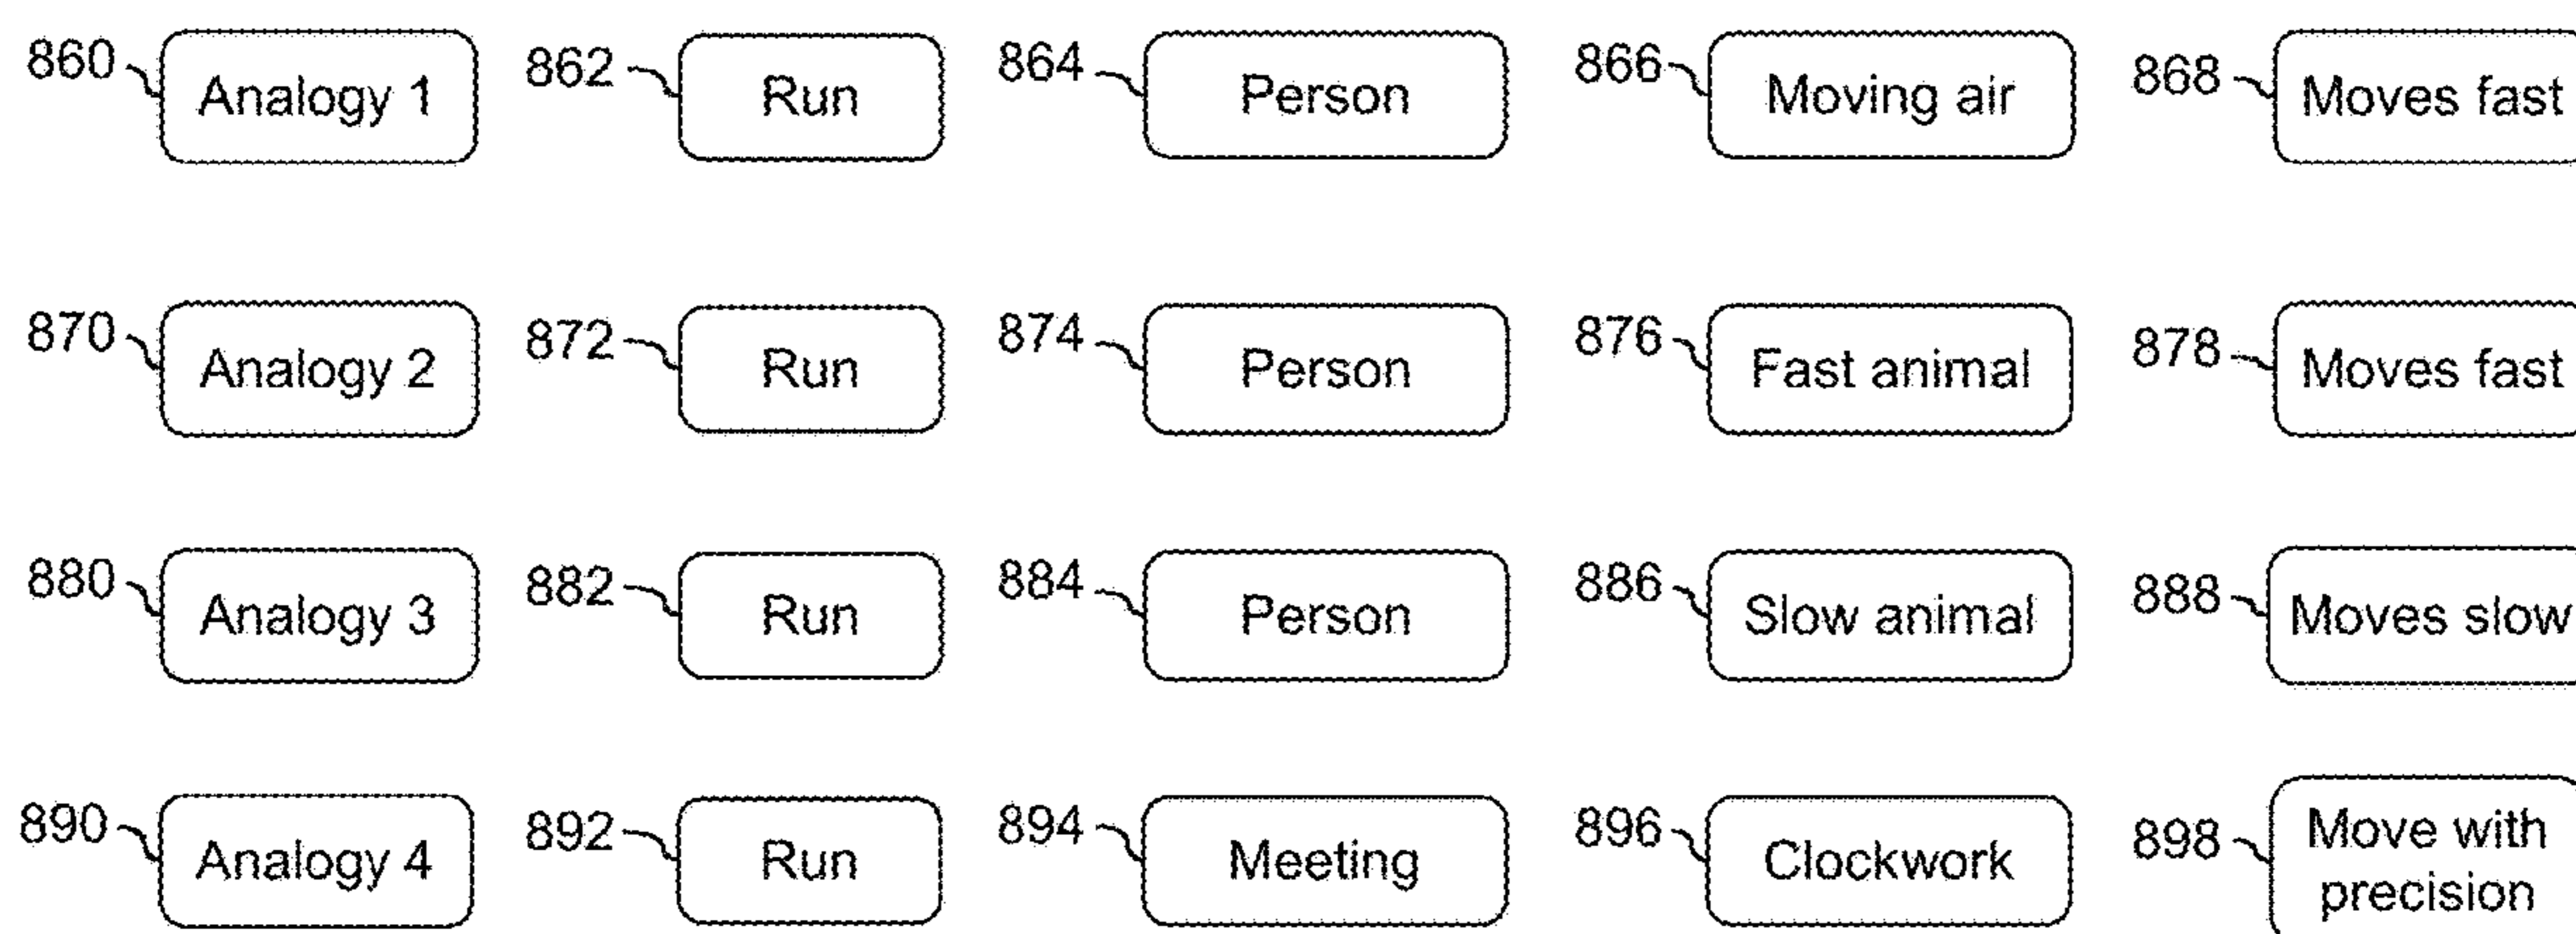 860 Analogy 1 862 Run 864 Person 866 Moving air 868 Moves fast
870 Analogy 2 872 Run 874 Person 876 Fast animal 878 Moves fast
880 Analogy 3 882 Run 884 Person 886 Slow animal 888 Moves slow
890 Analogy 4 892 Run 894 Meeting 896 Clockwork 898 Move with
precision